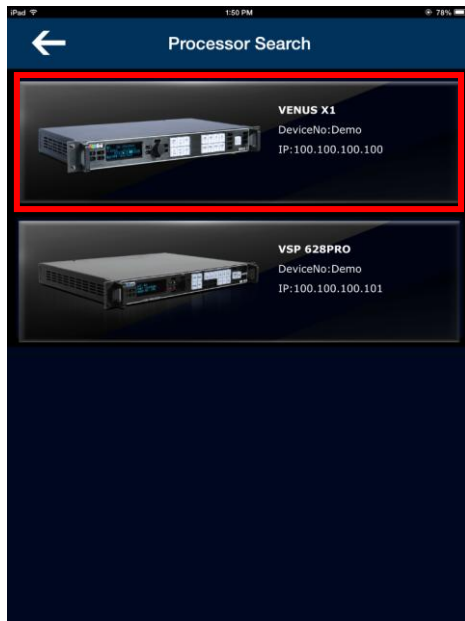 iPad 1:50 PM 78%
Processor Search
VENUS X1
DeviceNo:Demo
IP:100.100.100.100
VSP 628PRO
DeviceNo:Demo
IP:100.100.100.101